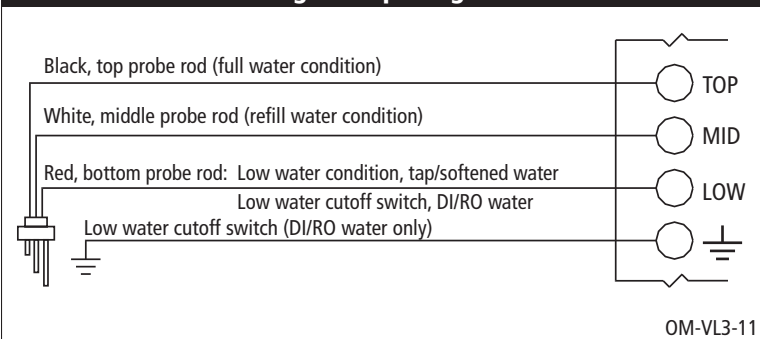 Black, top probe rod (full water condition)
TOP
White, middle probe rod (refill water condition)
MID
Red, bottom probe rod: Low water condition, tap/softened water
LOW
Low water cutoff switch, DI/RO water
Low water cutoff switch (DI/RO water only)
OM-VL3-11